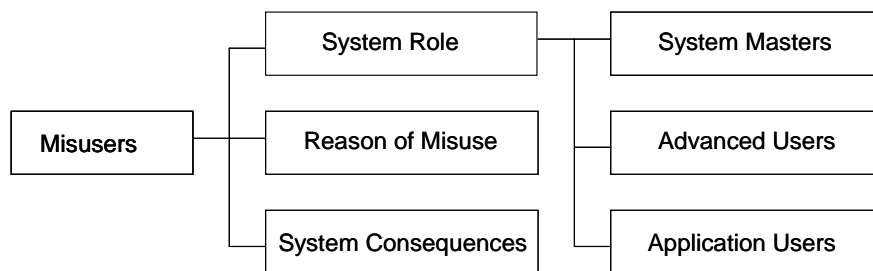 System Role
System Masters
Misusers
Reason of Misuse
Advanced Users
System Consequences
Application Users